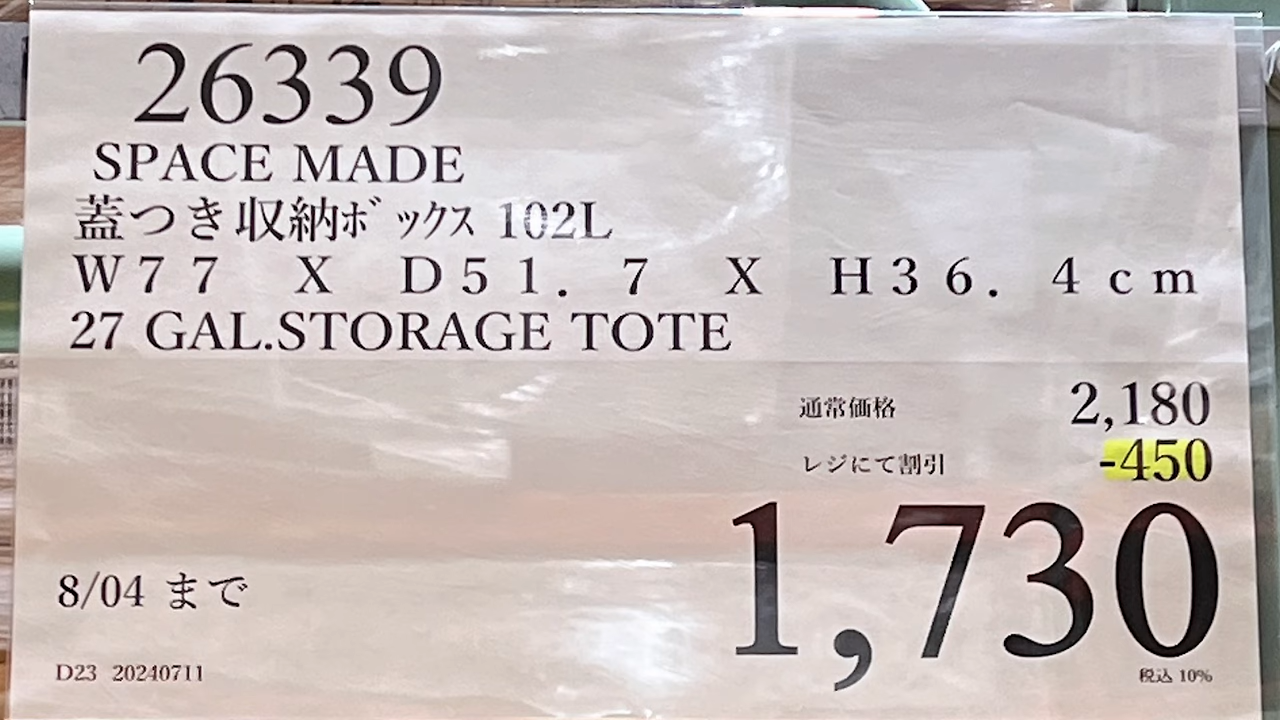 26339
SPACE MADE
蓋つき収納ﾎﾞｯｸｽ 102L
Ｗ７７　Ｘ　Ｄ５１．７　Ｘ　Ｈ３６．４ｃｍ
27 GAL.STORAGE TOTE
通常価格 2,180
レジにて割引 -450
1,730
8/04 まで
D23 20240711
税込 10%